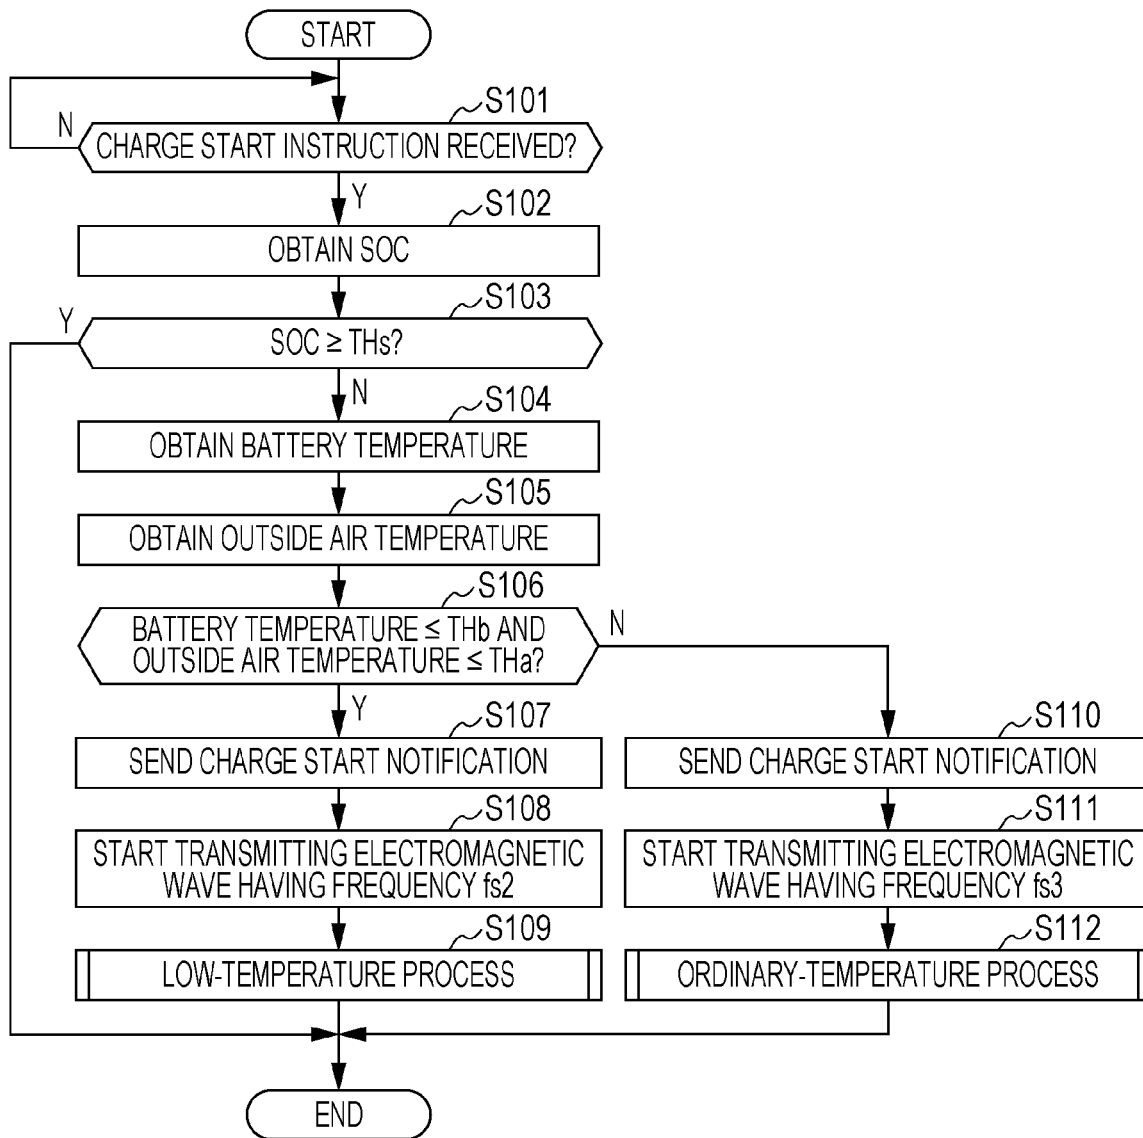 START
S101
N
CHARGE START INSTRUCTION RECEIVED?
Y
S102
OBTAIN SOC
S103
Y
SOC ≥ THs?
N
S104
OBTAIN BATTERY TEMPERATURE
S105
OBTAIN OUTSIDE AIR TEMPERATURE
S106
BATTERY TEMPERATURE ≤ THb AND
OUTSIDE AIR TEMPERATURE ≤ THa?
N
Y
S107
SEND CHARGE START NOTIFICATION
S108
START TRANSMITTING ELECTROMAGNETIC
WAVE HAVING FREQUENCY fs2
S109
LOW-TEMPERATURE PROCESS
S110
SEND CHARGE START NOTIFICATION
S111
START TRANSMITTING ELECTROMAGNETIC
WAVE HAVING FREQUENCY fs3
S112
ORDINARY-TEMPERATURE PROCESS
END